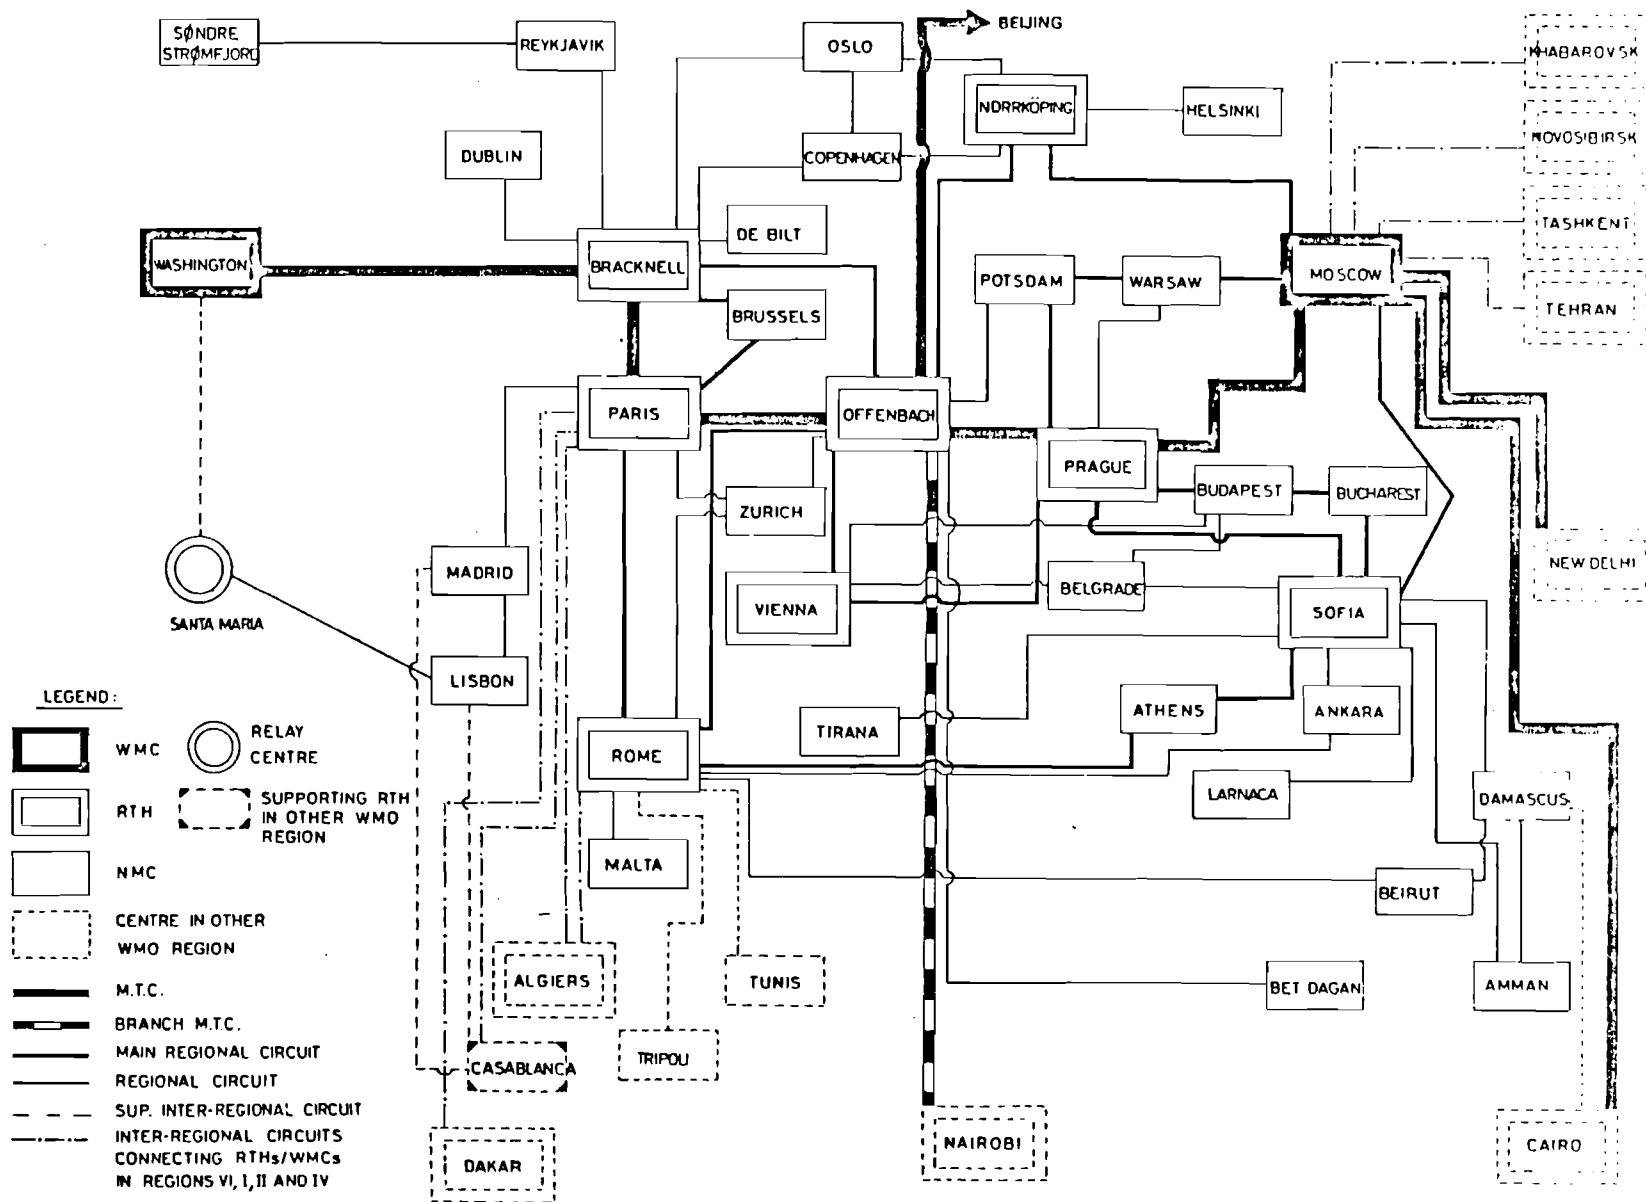 BEIJING
SØNDRE
STRØMFJORD
REYKJAVIK
OSLO
KHABAROVSK
NORRKÖPING
HELSINKI
NOVOSIBIRSK
DUBLIN
COPENHAGEN
TASHKENT
DE BILT
WASHINGTON
BRACKNELL
POTSDAM
WARSAW
MOSCOW
TEHRAN
BRUSSELS
PARIS
OFFENBACH
PRAGUE
BUDAPEST
BUCHAREST
ZURICH
NEW DELHI
MADRID
VIENNA
BELGRADE
SOFIA
SANTA MARIA
LISBON
TIRANA
ATHENS
ANKARA
ROME
LARNACA
DAMASCUS
MALTA
BEIRUT
ALGIERS
TUNIS
BET DAGAN
AMMAN
TRIPOLI
CASABLANCA
DAKAR
NAIROBI
CAIRO
LEGEND:
WMC
RELAY
CENTRE
RTH
SUPPORTING RTH
IN OTHER WMO
REGION
NMC
CENTRE IN OTHER
WMO REGION
M.T.C.
BRANCH M.T.C.
MAIN REGIONAL CIRCUIT
REGIONAL CIRCUIT
SUP. INTER-REGIONAL CIRCUIT
INTER-REGIONAL CIRCUITS
CONNECTING RTHs/WMCs
IN REGIONS VI, I, II AND IV